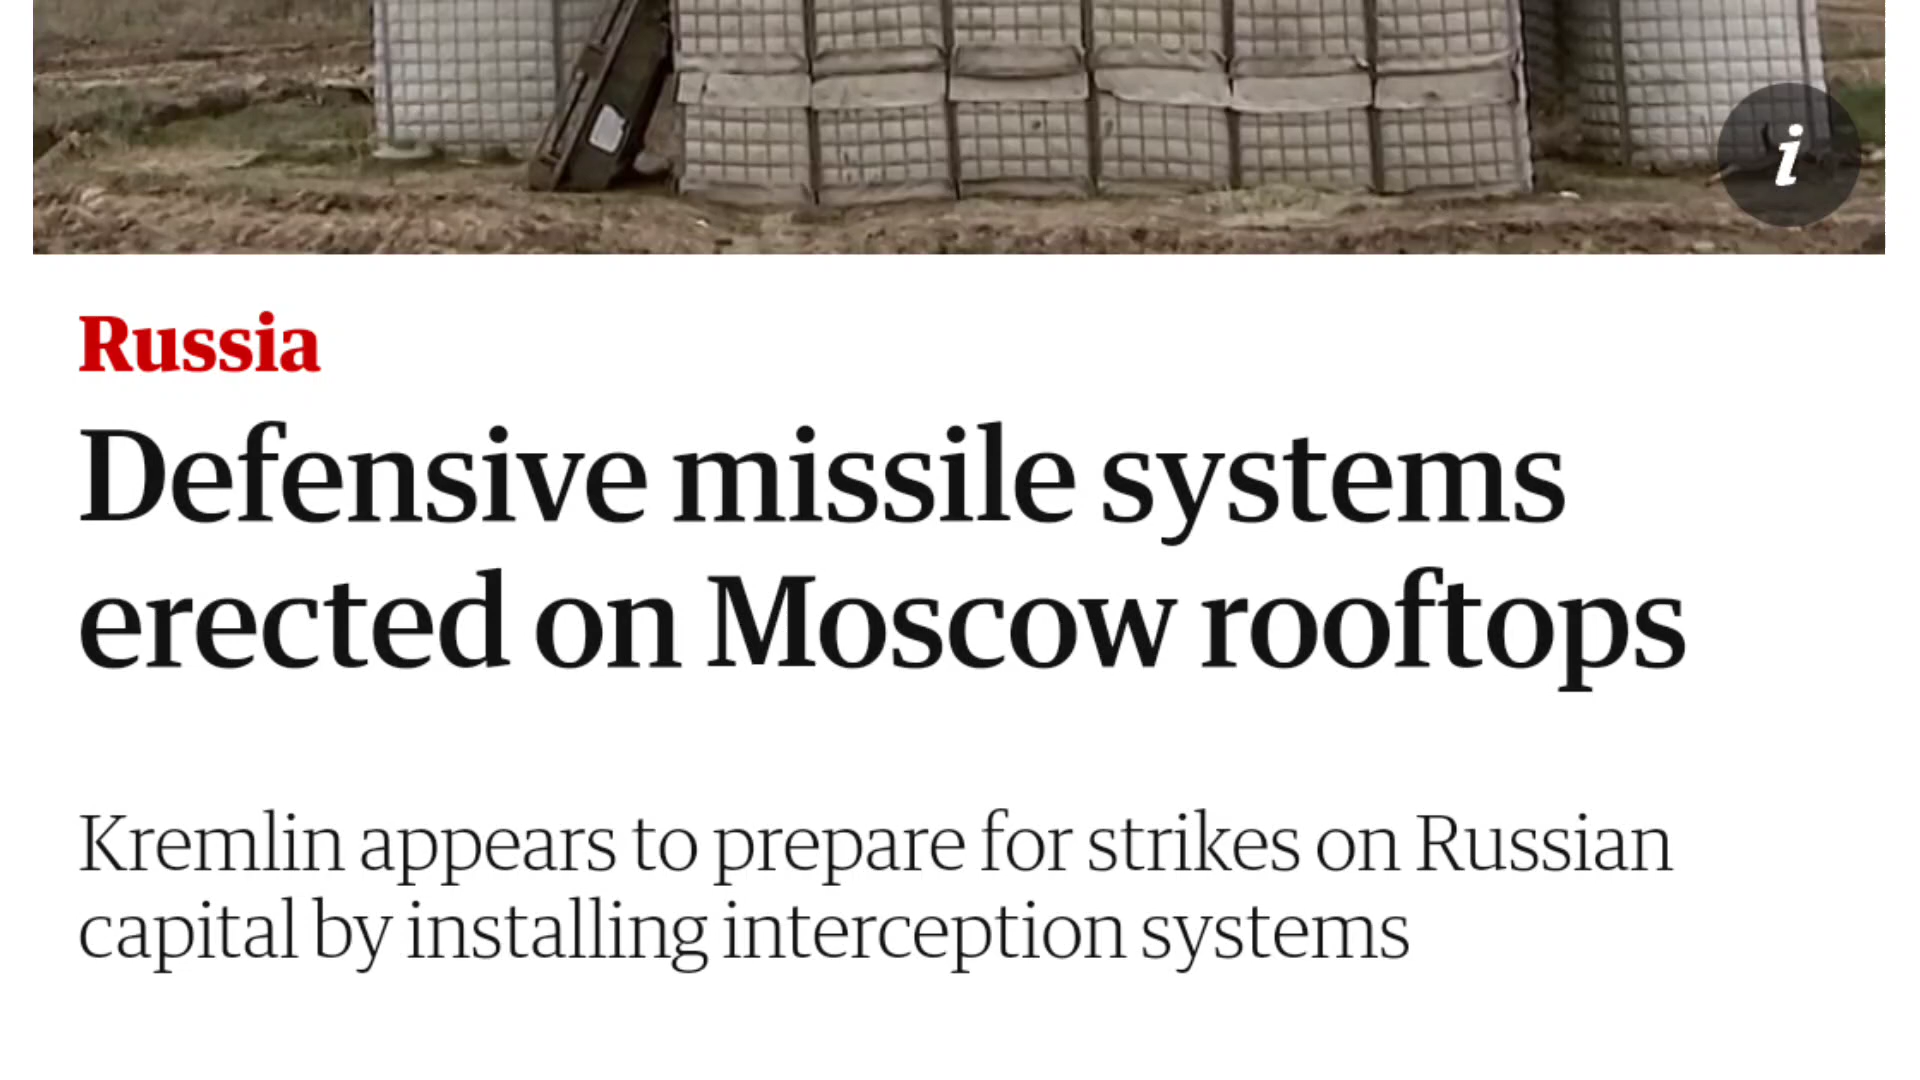 i
Russia
Defensive missile systems
erected on Moscow rooftops
Kremlin appears to prepare for strikes on Russian
capital by installing interception systems